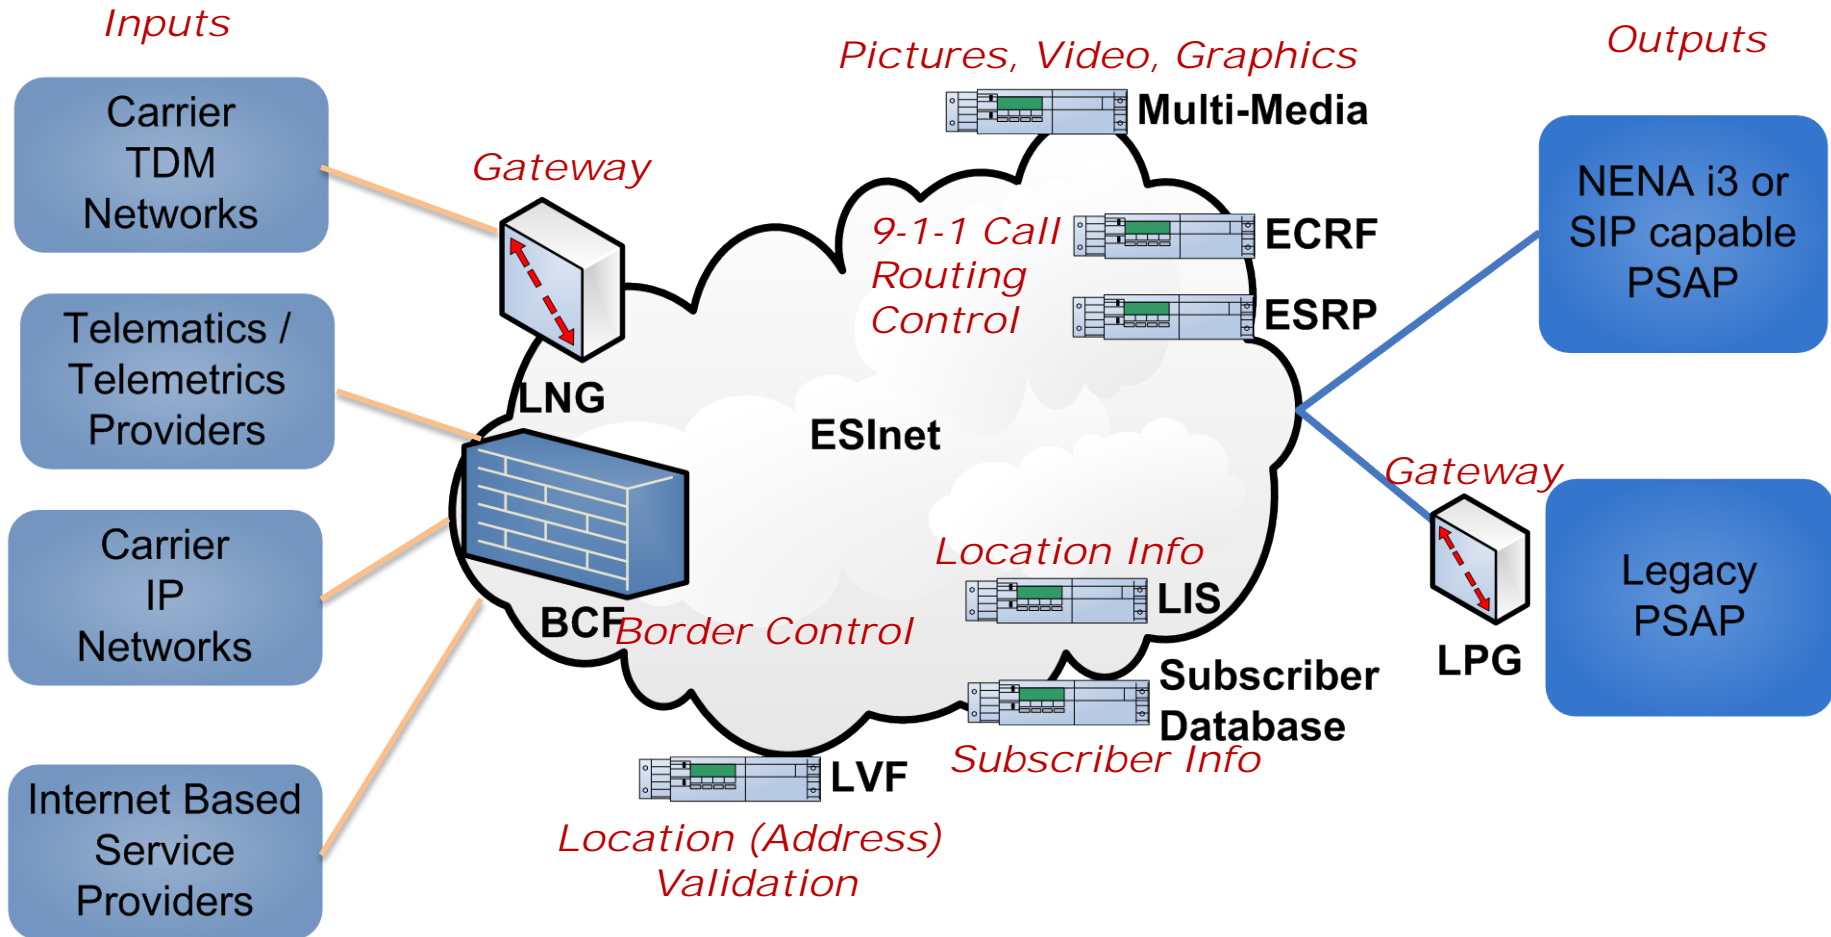 Inputs
Carrier
TDM
Networks
Telematics /
Telemetrics
Providers
Carrier
IP
Networks
Internet Based
Service
Providers
Gateway
LNG
BCF
Border Control
ESInet
Pictures, Video, Graphics
Multi-Media
9-1-1 Call
Routing
Control
ECRF
ESRP
Location Info
LIS
Subscriber
Database
Subscriber Info
LVF
Location (Address)
Validation
Outputs
NENA i3 or
SIP capable
PSAP
Gateway
LPG
Legacy
PSAP